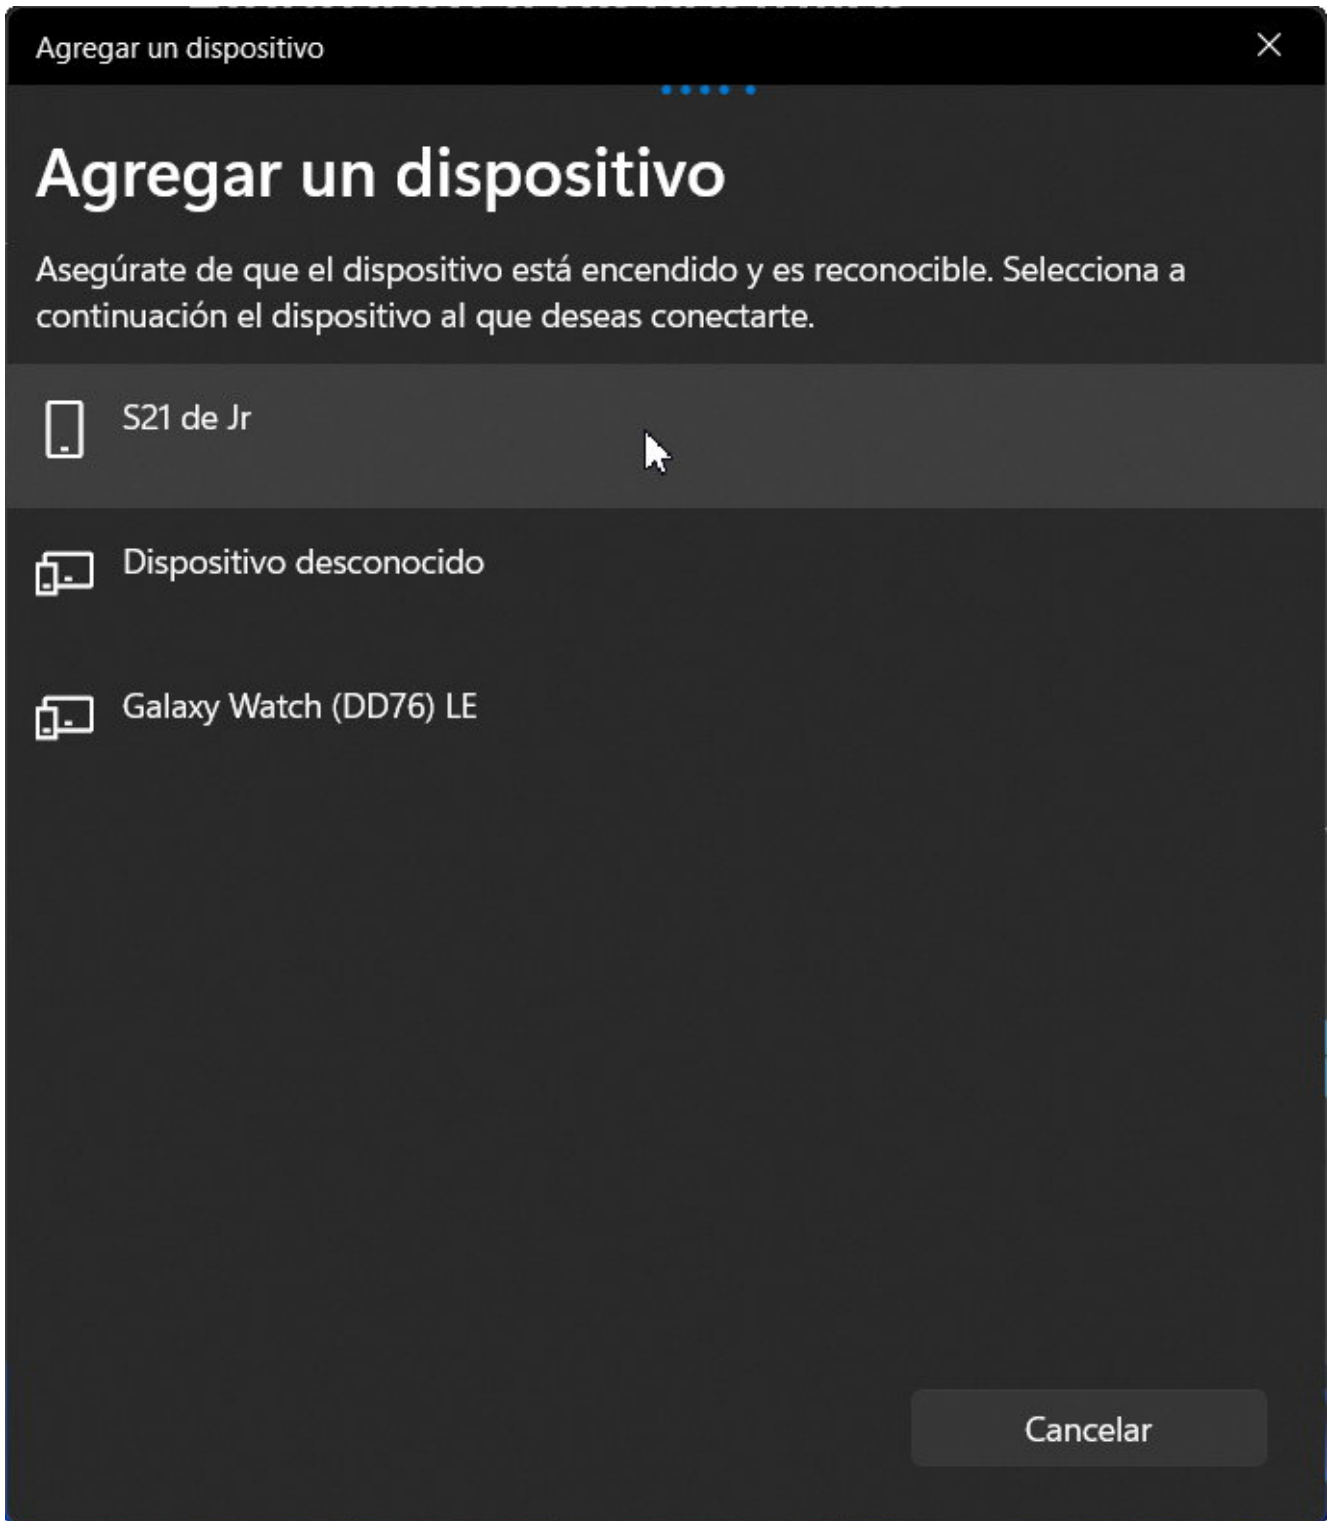 Agregar un dispositivo
Agregar un dispositivo
Asegúrate de que el dispositivo está encendido y es reconocible. Selecciona a
continuación el dispositivo al que deseas conectarte.
S21 de Jr
Dispositivo desconocido
Galaxy Watch (DD76) LE
Cancelar